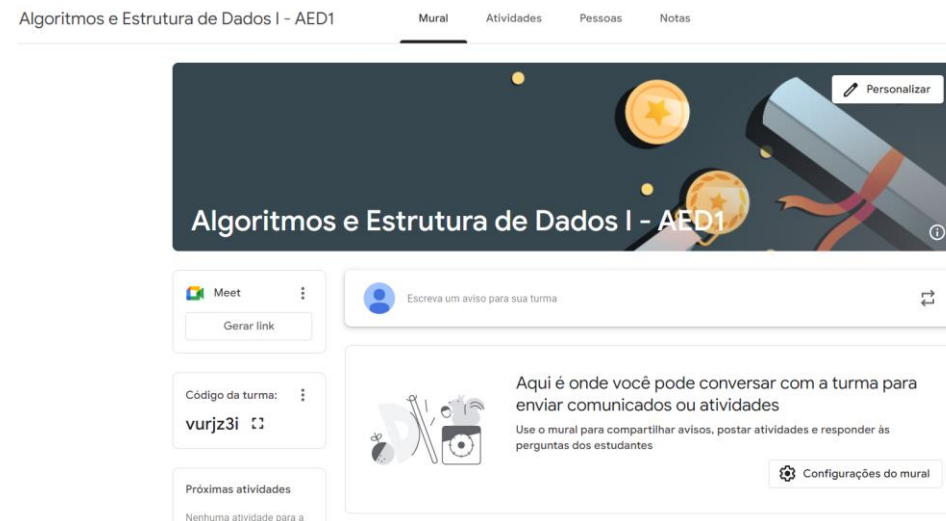 Algoritmos e Estrutura de Dados I - AED1
Mural
Atividades
Pessoas
Notas
Personalizar
Algoritmos e Estrutura de Dados I - AED1
Meet
Gerar link
Escreva um aviso para sua turma
Código da turma:
vurjz3i
Aqui é onde você pode conversar com a turma para
enviar comunicados ou atividades
Use o mural para compartilhar avisos, postar atividades e responder às
perguntas dos estudantes
Configurações do mural
Próximas atividades
Nenhuma atividade para a